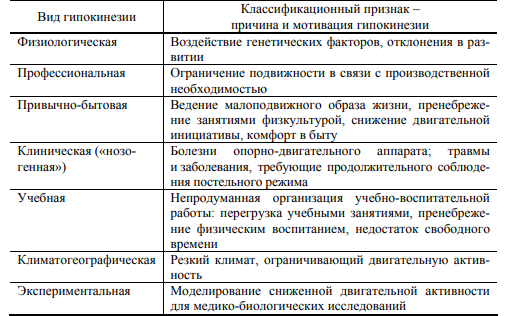 Вид гипокинезии
Классификационный признак –
причина и мотивация гипокинезии
Физиологическая
Воздействие генетических факторов, отклонения в раз-
витии
Профессиональная
Ограничение подвижности в связи с производственной
необходимостью
Привычно-бытовая
Ведение малоподвижного образа жизни, пренебреже-
ние занятиями физкультурой, снижение двигательной
инициативы, комфорт в быту
Клиническая («нозо-
генная»)
Болезни опорно-двигательного аппарата; травмы
и заболевания, требующие продолжительного соблюде-
ния постельного режима
Учебная
Непродуманная организация учебно-воспитательной
работы: перегрузка учебными занятиями, пренебреже-
ние физическим воспитанием, недостаток свободного
времени
Климатогеографическая
Резкий климат, ограничивающий двигательную актив-
ность
Экспериментальная
Моделирование сниженной двигательной активности
для медико-биологических исследований